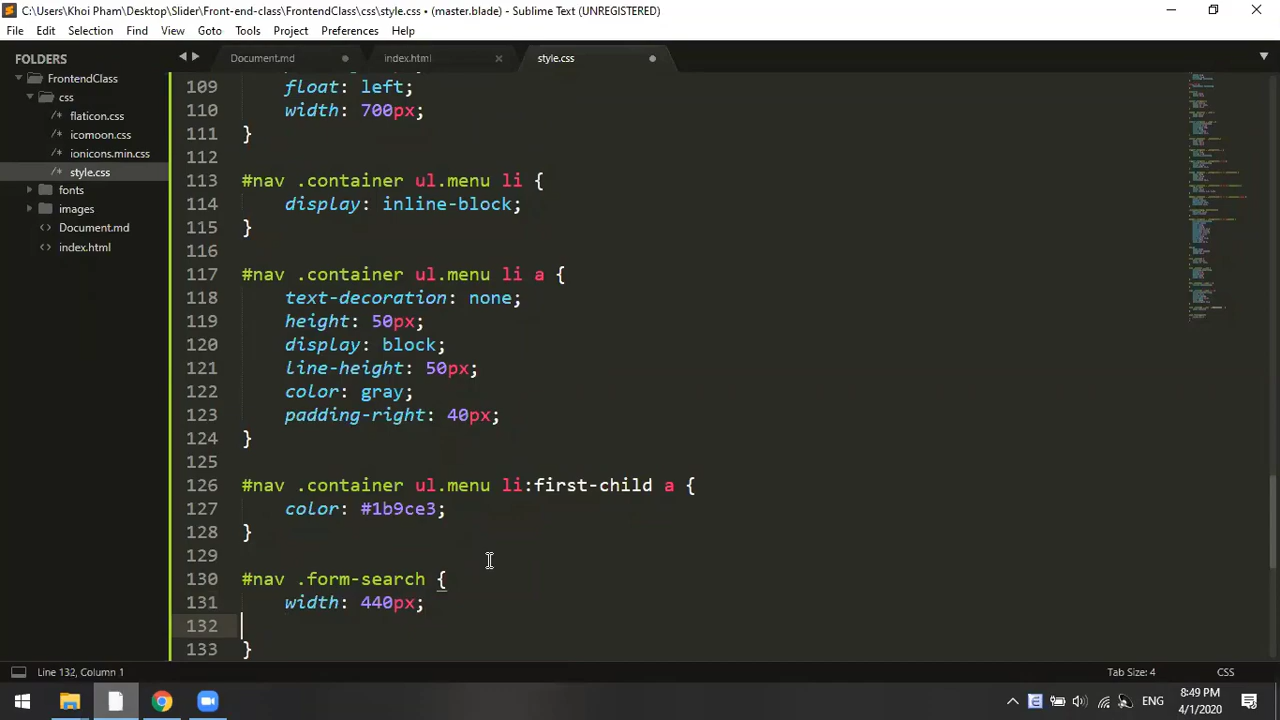 C:\Users\Khoi Pham\Desktop\Slider\Front-end-class\FrontendClass\css\style.css • (master.blade) - Sublime Text (UNREGISTERED)
File Edit Selection Find View Goto Tools Project Preferences Help
FOLDERS
FrontendClass
css
/* flaticon.css
/* icomoon.css
/* ionicons.min.css
/* style.css
fonts
images
<> Document.md
<> index.html
Document.md index.html style.css
109 float: left;
110 width: 700px;
111 }
112
113 #nav .container ul.menu li {
114 display: inline-block;
115 }
116
117 #nav .container ul.menu li a {
118 text-decoration: none;
119 height: 50px;
120 display: block;
121 line-height: 50px;
122 color: gray;
123 padding-right: 40px;
124 }
125
126 #nav .container ul.menu li:first-child a {
127 color: #1b9ce3;
128 }
129
130 #nav .form-search {
131 width: 440px;
132
133 }
Line 132, Column 1 Tab Size: 4 CSS
ENG
8:49 PM
4/1/2020